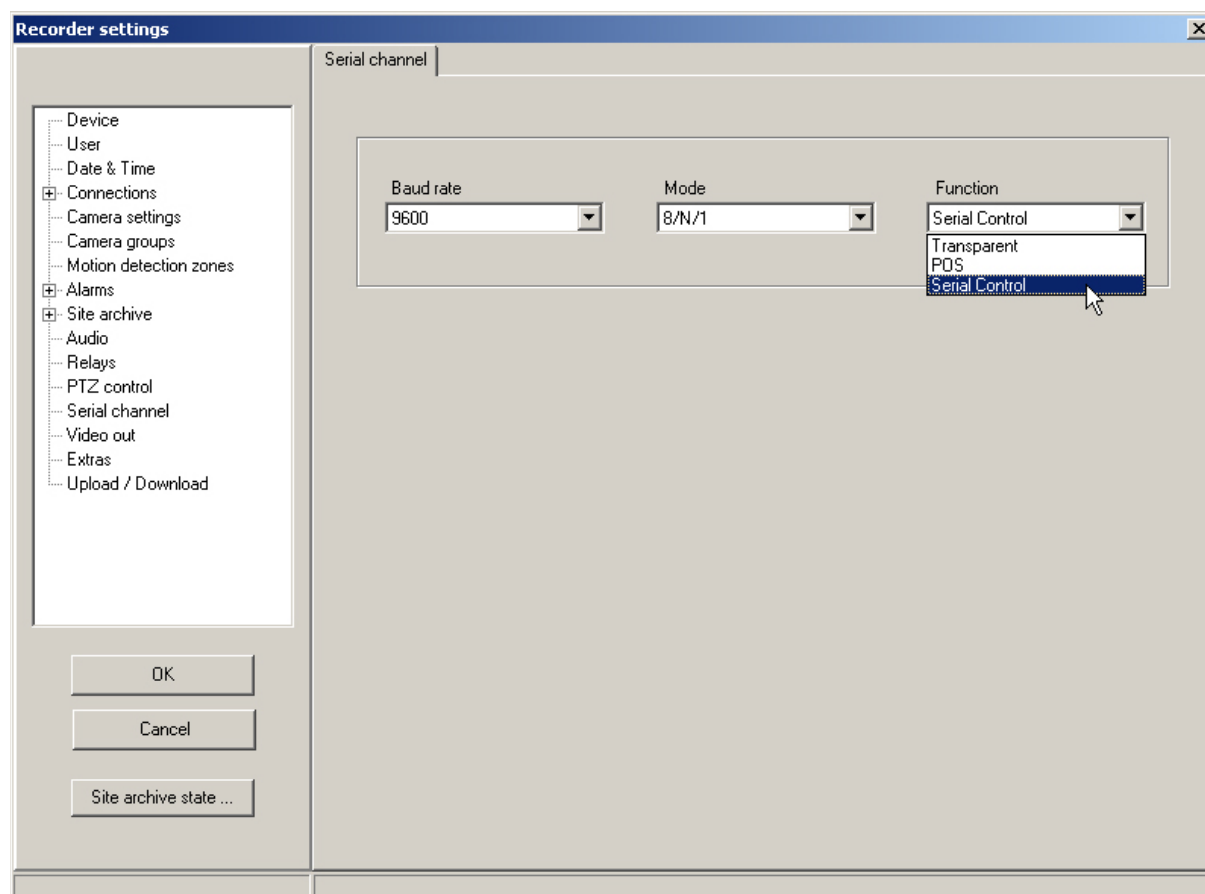 Recorder settings
Serial channel
Device
User
Date & Time
Connections
Camera settings
Camera groups
Motion detection zones
Alarms
Site archive
Audio
Relays
PTZ control
Serial channel
Video out
Extras
Upload / Download
OK
Cancel
Site archive state ...
Baud rate Mode Function
9600 8/N/1 Serial Control
Transparent
POS
Serial Control